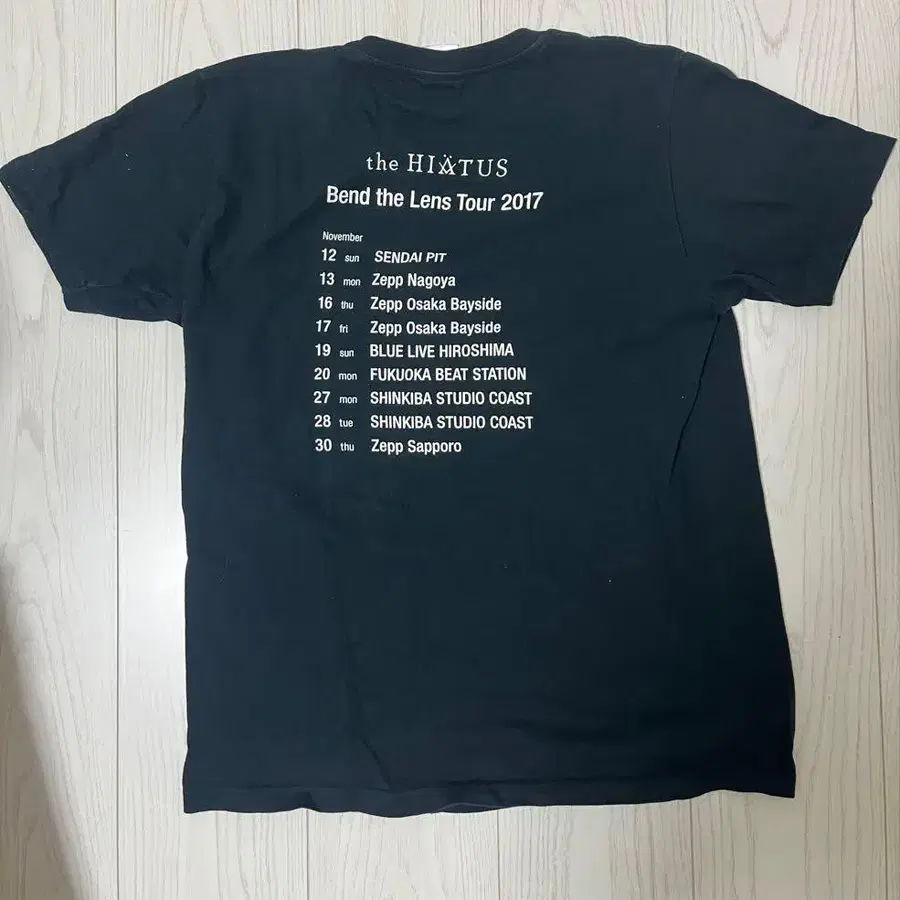 the HIÄTUS
Bend the Lens Tour 2017
November
12 sun SENDAI PIT
13 mon Zepp Nagoya
16 thu Zepp Osaka Bayside
17 fri Zepp Osaka Bayside
19 sun BLUE LIVE HIROSHIMA
20 mon FUKUOKA BEAT STATION
27 mon SHINKIBA STUDIO COAST
28 tue SHINKIBA STUDIO COAST
30 thu Zepp Sapporo